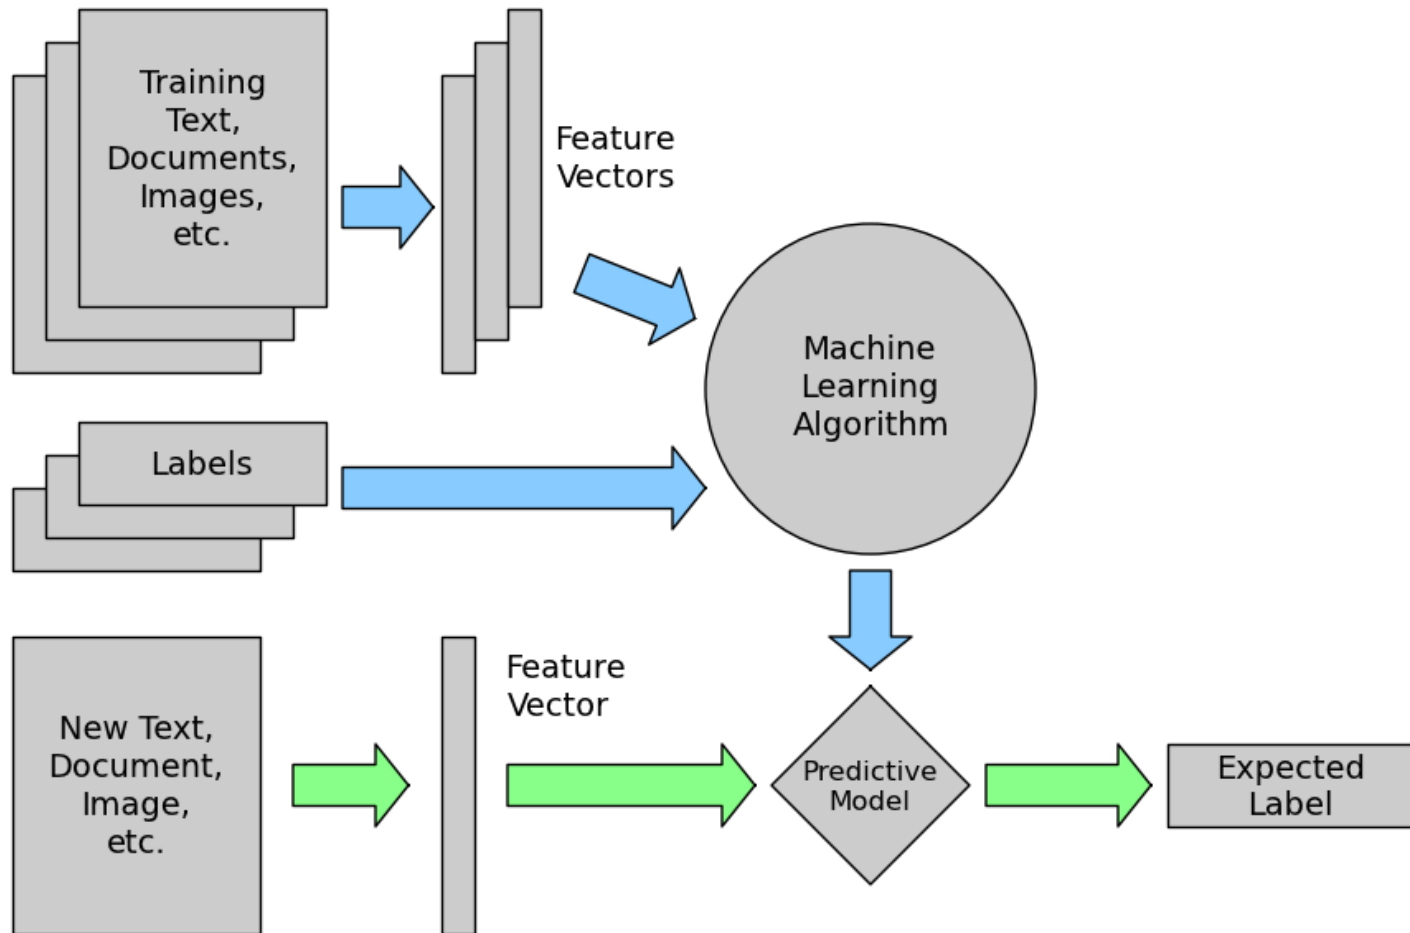 Training
Text,
Documents,
Images,
etc.
Feature
Vectors
Machine
Learning
Algorithm
Labels
New Text,
Document,
Image,
etc.
Feature
Vector
Predictive
Model
Expected
Label